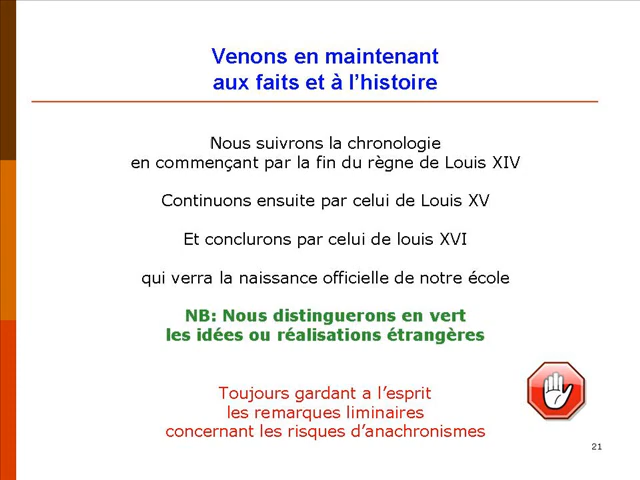 Venons en maintenant
aux faits et à l’histoire
Nous suivrons la chronologie
en commençant par la fin du règne de Louis XIV
Continuons ensuite par celui de Louis XV
Et conclurons par celui de louis XVI
qui verra la naissance officielle de notre école
NB: Nous distinguerons en vert
les idées ou réalisations étrangères
Toujours gardant a l’esprit
les remarques liminaires
concernant les risques d’anachronismes
21